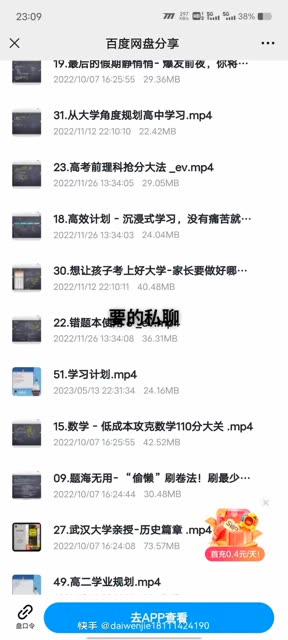 23:09
297 KB/s HD 5G 5G 38%
百度网盘分享
19.最后的假期静悄悄- 爆发前夜，你将…
2022/10/07 16:25:55 29.36MB
31.从大学角度规划高中学习.mp4
2022/11/12 22:10:10 22.42MB
23.高考前理科抢分大法 _ev.mp4
2022/11/26 13:34:05 29.05MB
18.高效计划 - 沉浸式学习，没有痛苦就…
2022/11/26 13:34:03 24.04MB
30.想让孩子考上好大学-家长要做好哪…
2022/11/12 22:10:11 40.48MB
要的私聊
22.错题本使
.mp4
2022/11/26 13:34:08 36.31MB
51.学习计划.mp4
2023/05/13 22:31:34 24.16MB
15.数学 - 低成本攻克数学110分大关 .mp4
2022/10/07 16:25:55 42.52MB
09.题海无用-“偷懒”刷卷法！刷最少…
2022/10/07 16:24:44 30.48MB
27.武汉大学亲授-历史篇章 .mp4
2022/10/07 16:24:08 73.57MB
首充0.4元/天!
49.高二学业规划.mp4
盘口令
去APP查看
快手 @daiwenjie18111424190